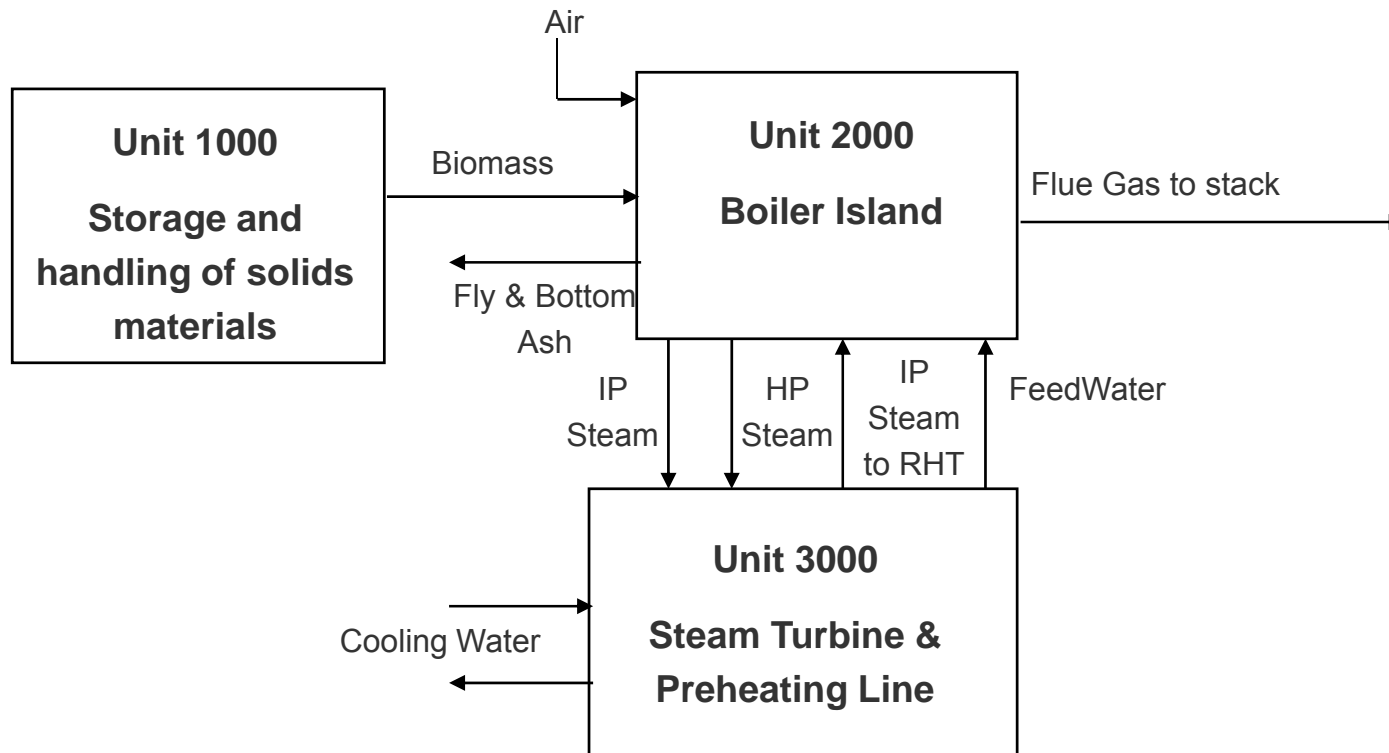 Air
Unit 1000
Storage and
handling of solids
materials
Biomass
Unit 2000
Boiler Island
Flue Gas to stack
Fly & Bottom
Ash
IP
Steam
HP
Steam
IP
Steam
to RHT
FeedWater
Unit 3000
Steam Turbine &
Preheating Line
Cooling Water